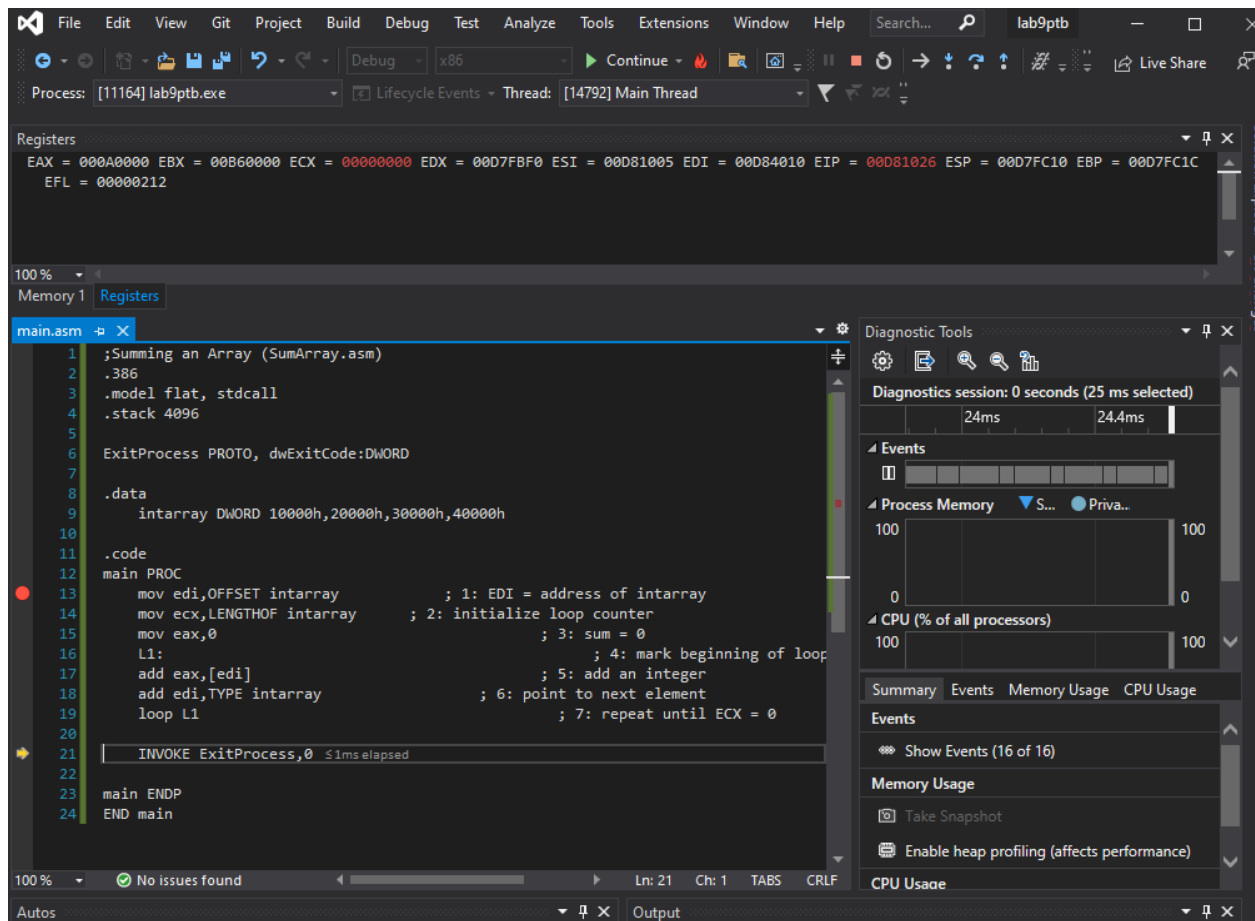 File Edit View Git Project Build Debug Test Analyze Tools Extensions Window Help Search... lab9ptb
Debug x86 Continue Live Share
Process: [11164] lab9ptb.exe Lifecycle Events Thread: [14792] Main Thread
Registers
EAX = 000A0000 EBX = 00B60000 ECX = 00000000 EDX = 00D7FBF0 ESI = 00D81005 EDI = 00D84010 EIP = 00D81026 ESP = 00D7FC10 EBP = 00D7FC1C
EFL = 00000212
100 %
Memory 1 Registers
main.asm
1 ;Summing an Array (SumArray.asm)
2 .386
3 .model flat, stdcall
4 .stack 4096
5
6 ExitProcess PROTO, dwExitCode:DWORD
7
8 .data
9 intarray DWORD 10000h,20000h,30000h,40000h
10
11 .code
12 main PROC
13 mov edi,OFFSET intarray ; 1: EDI = address of intarray
14 mov ecx,LENGTHOF intarray ; 2: initialize loop counter
15 mov eax,0 ; 3: sum = 0
16 L1: ; 4: mark beginning of loop
17 add eax,[edi] ; 5: add an integer
18 add edi,TYPE intarray ; 6: point to next element
19 loop L1 ; 7: repeat until ECX = 0
20
21 INVOKE ExitProcess,0 ≤1ms elapsed
22
23 main ENDP
24 END main
100 % No issues found Ln: 21 Ch: 1 TABS CRLF
Diagnostic Tools
Diagnostics session: 0 seconds (25 ms selected)
24ms 24.4ms
Events
Process Memory S... Priva...
100 100
0 0
CPU (% of all processors)
100 100
Summary Events Memory Usage CPU Usage
Events
Show Events (16 of 16)
Memory Usage
Take Snapshot
Enable heap profiling (affects performance)
CPU Usage
Autos Output